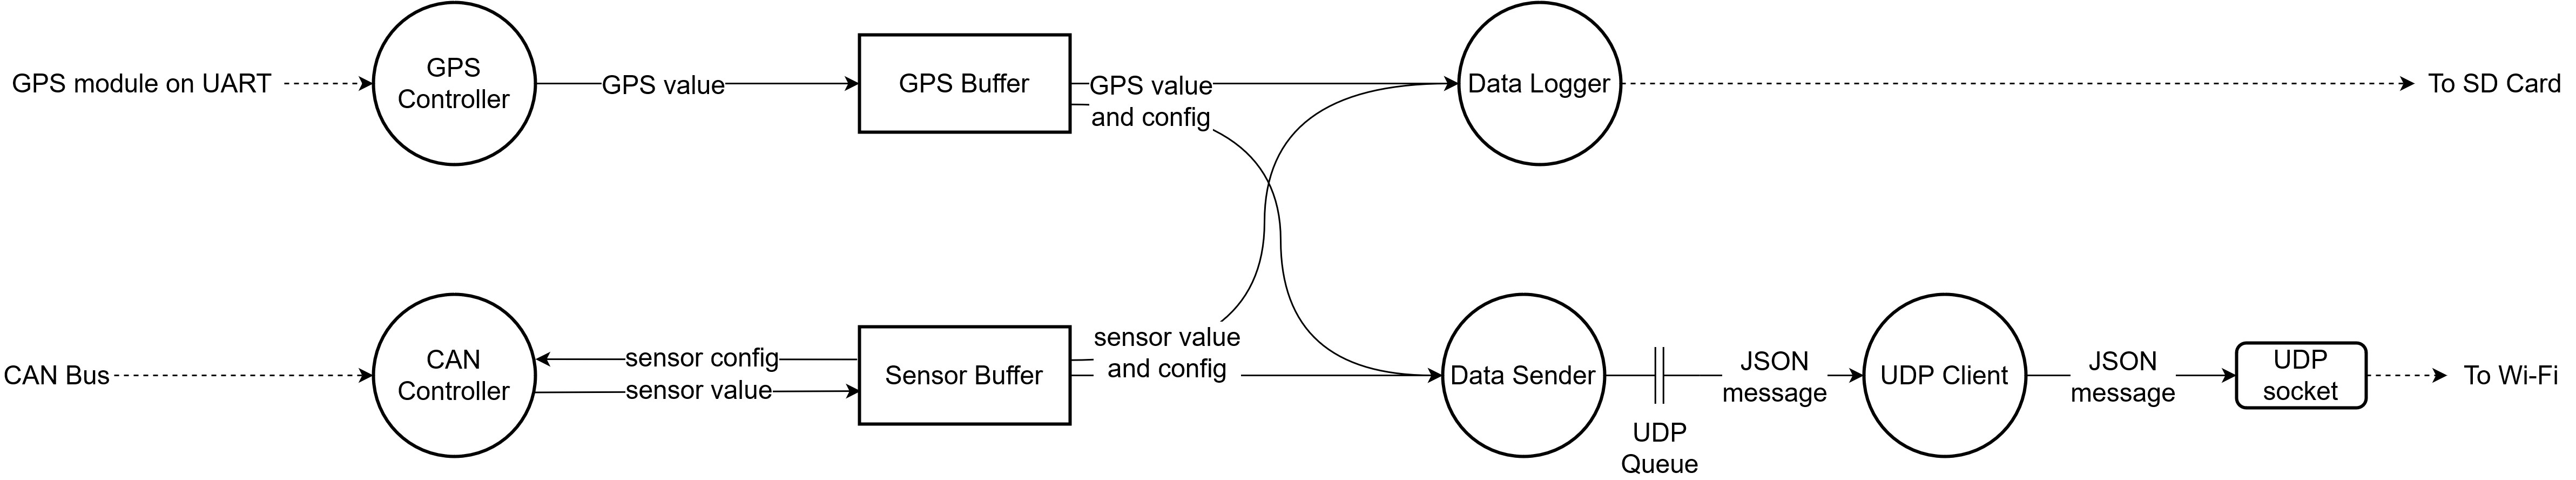 GPS module on UART
GPS
Controller
GPS value
GPS Buffer
GPS value
and config
Data Logger
To SD Card
CAN Bus
CAN
Controller
sensor config
sensor value
Sensor Buffer
sensor value
and config
Data Sender
UDP
Queue
JSON
message
UDP Client
JSON
message
UDP
socket
To Wi-Fi